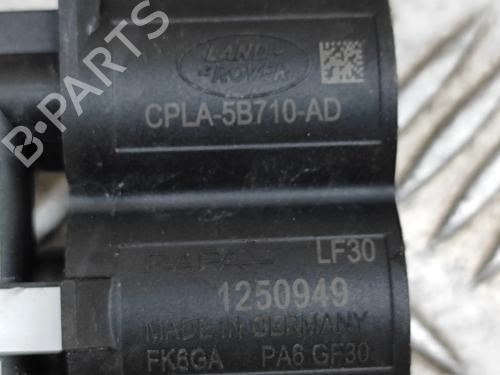 B-PARTS
LAND-
ROVER
CPLA-5B710-AD
LF30
1250949
MADE IN GERMANY
FK6GA PA6 GF30